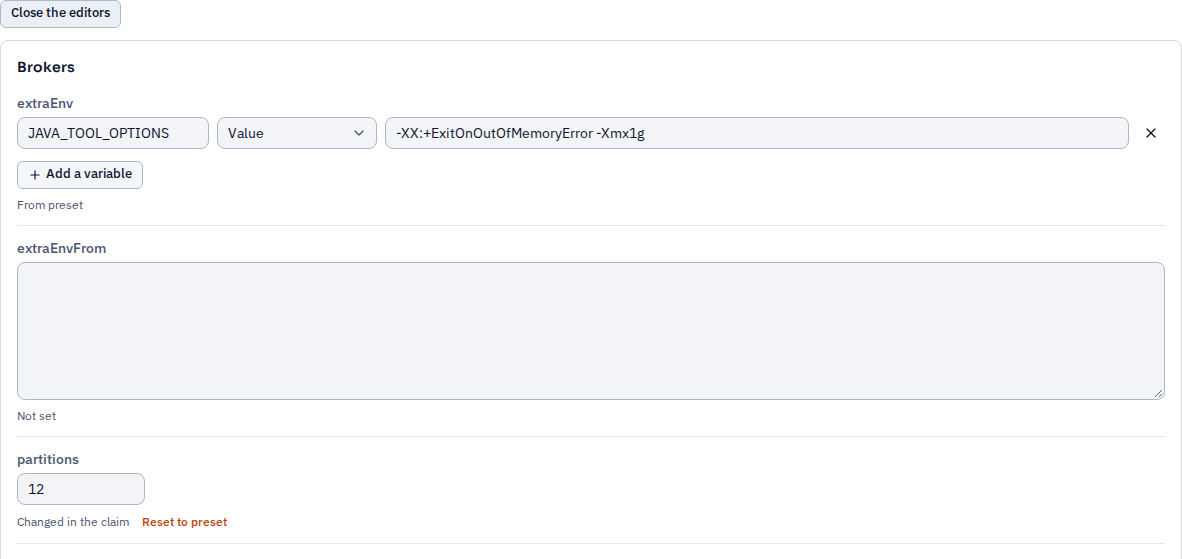 Close the editors
Brokers
extraEnv
JAVA_TOOL_OPTIONS Value -XX:+ExitOnOutOfMemoryError -Xmx1g
Add a variable
From preset
extraEnvFrom
Not set
partitions
12
Changed in the claim Reset to preset